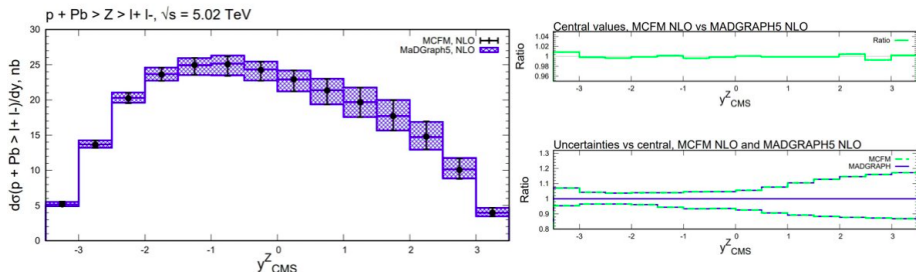 p + Pb > Z > l+ l-, √s = 5.02 TeV
MCFM, NLO
MaDGraph5, NLO
dσ(p + Pb > l+ l-)/dy, nb
30
25
20
15
10
5
0
-3 -2 -1 0 1 2 3
y^Z_CMS
Central values, MCFM NLO vs MADGRAPH5 NLO
Ratio
Ratio
1.04
1.02
1
0.98
0.96
-3 -2 -1 0 1 2 3
y^Z_CMS
Uncertainties vs central, MCFM NLO and MADGRAPH5 NLO
MCFM
MADGRAPH
Ratio
1.3
1.2
1.1
1
0.9
0.8
-3 -2 -1 0 1 2 3
y^Z_CMS